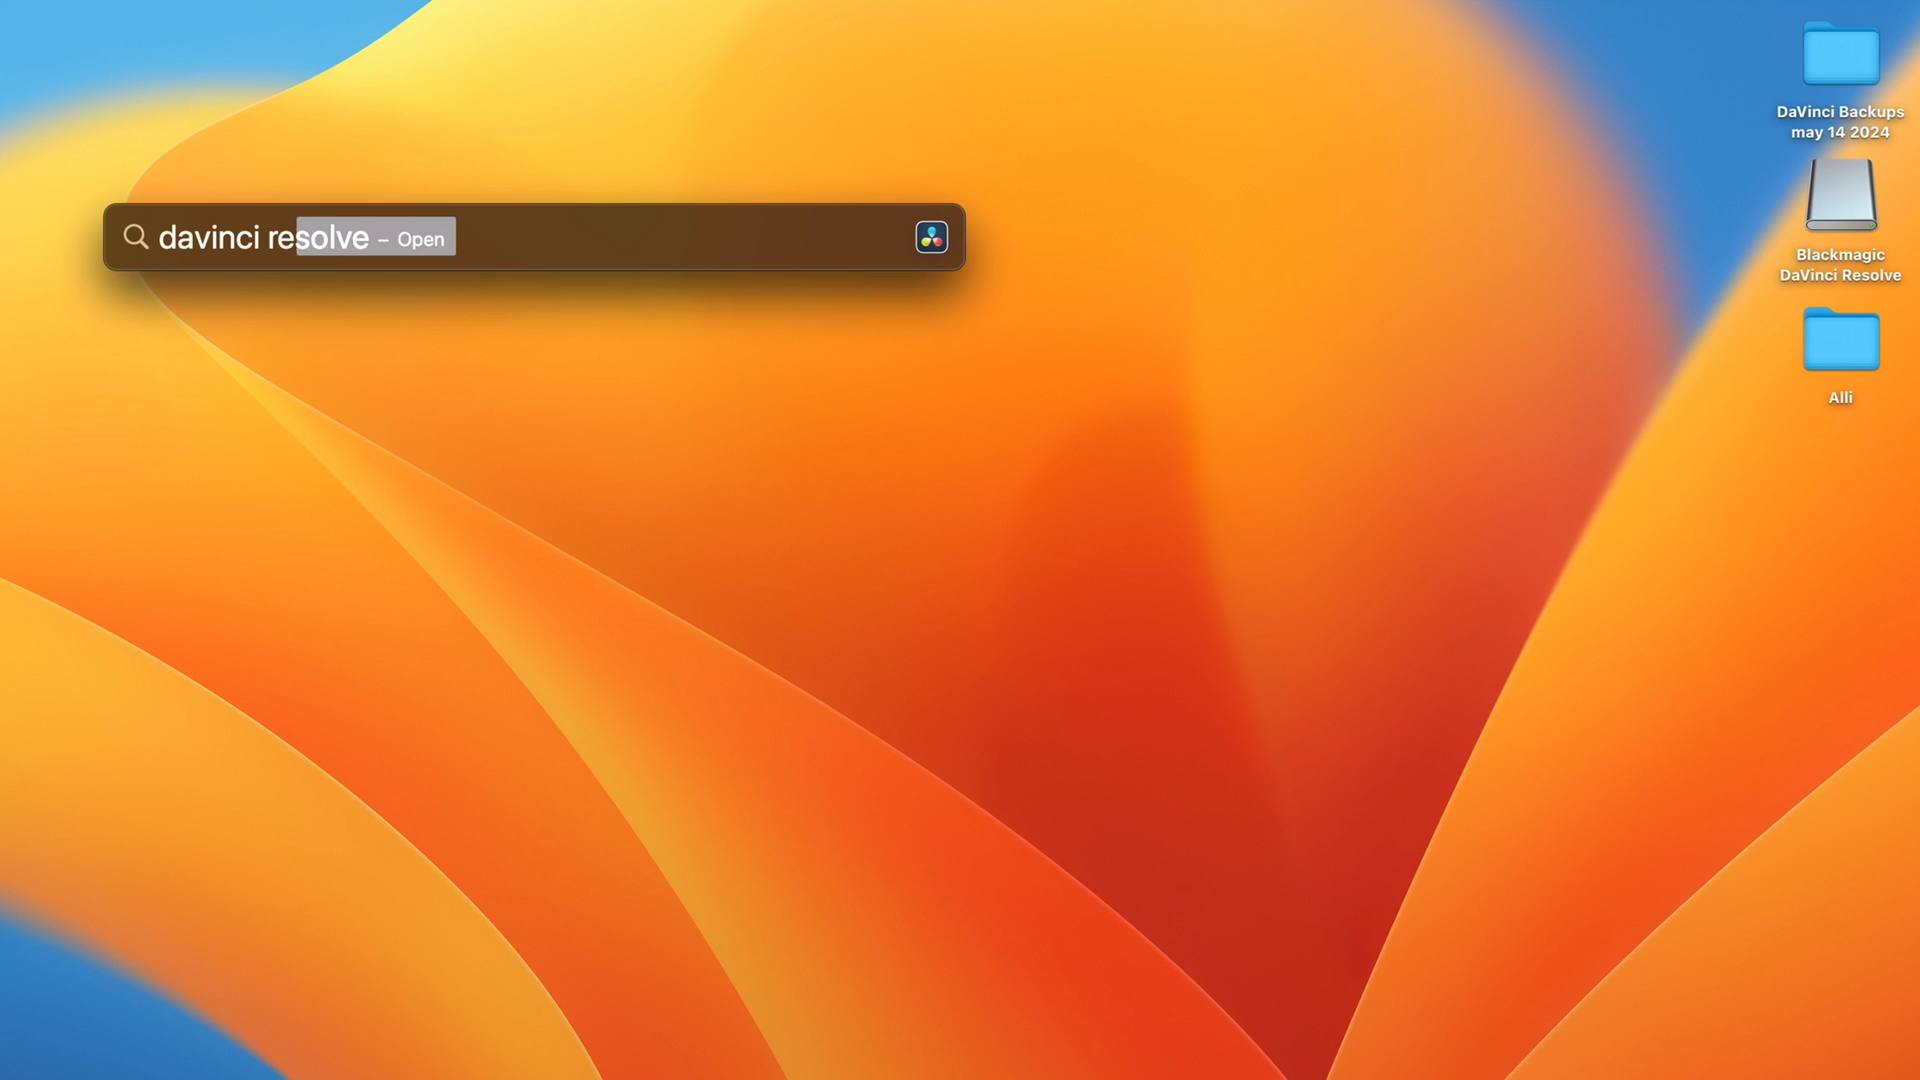 davinci resolve – Open
DaVinci Backups
may 14 2024
Blackmagic
DaVinci Resolve
Alli